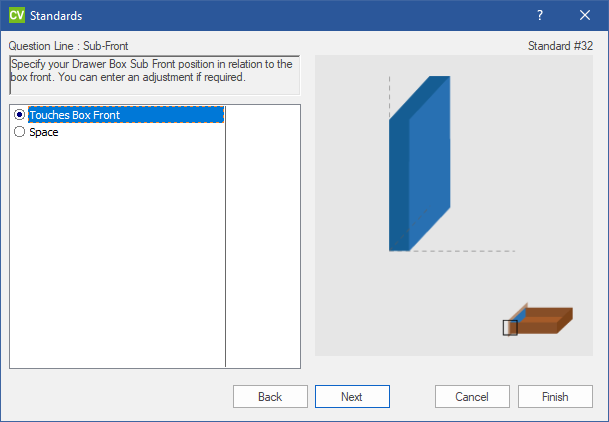 CV Standards
?
Question Line : Sub-Front
Standard #32
Specify your Drawer Box Sub Front position in relation to the
box front. You can enter an adjustment if required.
Touches Box Front
Space
Back
Next
Cancel
Finish